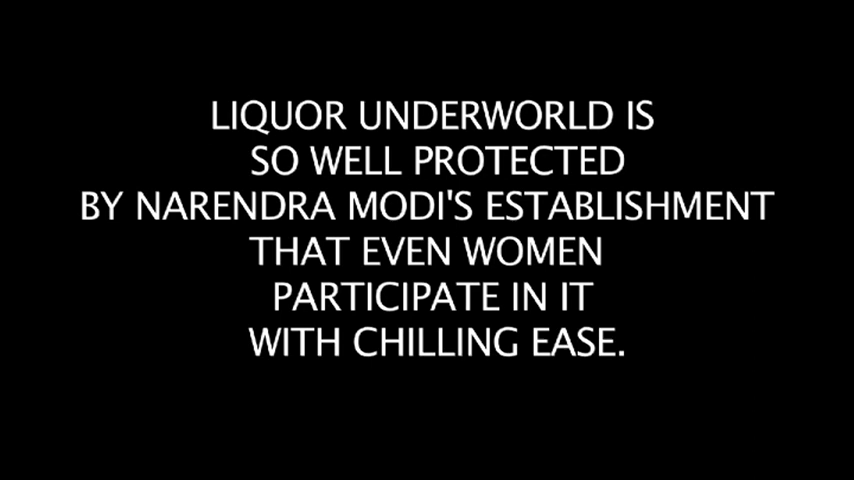 LIQUOR UNDERWORLD IS
SO WELL PROTECTED
BY NARENDRA MODI'S ESTABLISHMENT
THAT EVEN WOMEN
PARTICIPATE IN IT
WITH CHILLING EASE.